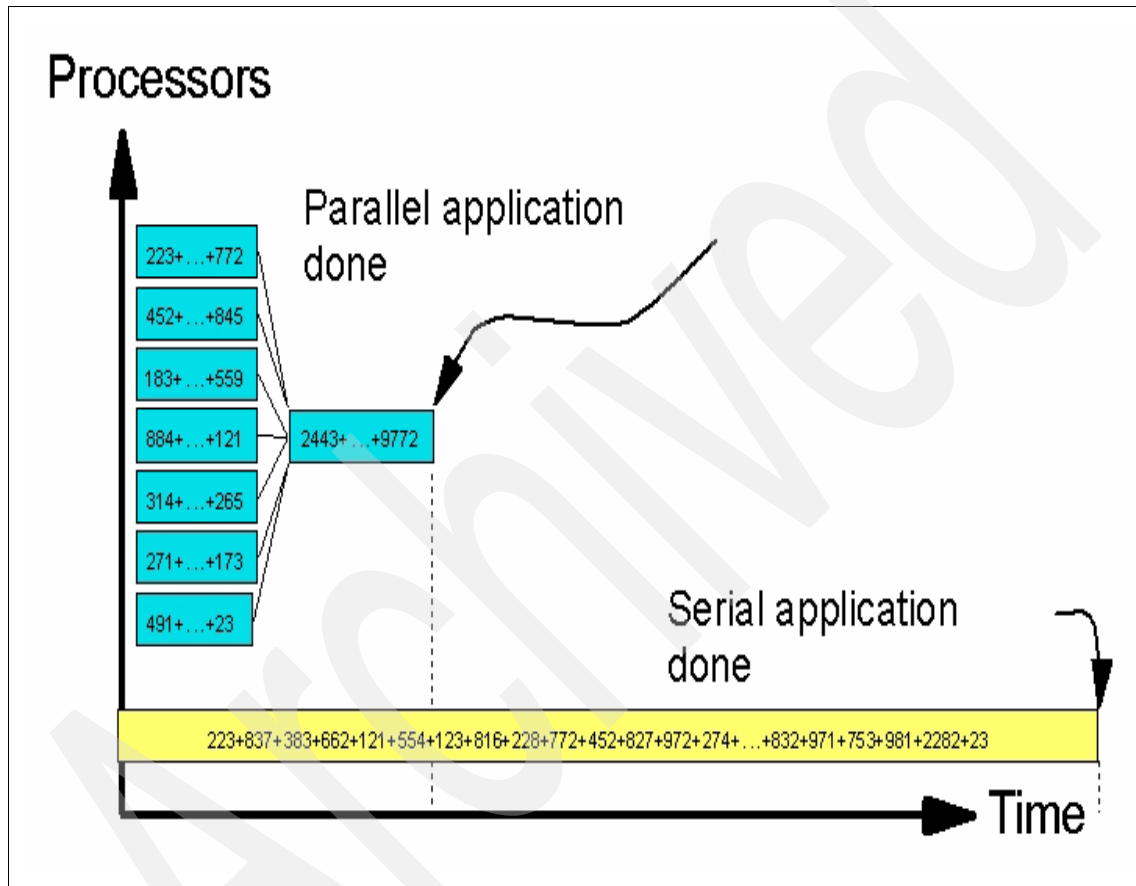 Processors
Parallel application
done
223+...+772
452+...+845
183+...+559
884+...+121
2443+...+9772
314+...+265
271+...+173
491+...+23
Serial application
done
223+837+383+662+121+554+123+816+228+772+452+827+972+274+...+832+971+753+981+2282+23
Time
Archived